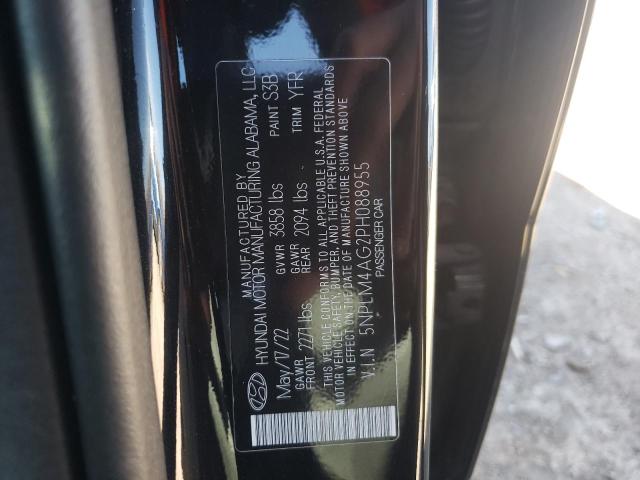 MANUFACTURED BY
HYUNDAI MOTOR MANUFACTURING ALABAMA, LLC
May/17/22 GVWR 3858 lbs PAINT S3B
GAWR FRONT 2271 lbs GAWR REAR 2094 lbs TRIM YFR
THIS VEHICLE CONFORMS TO ALL APPLICABLE U.S.A. FEDERAL
MOTOR VEHICLE SAFETY, BUMPER, AND THEFT PREVENTION STANDARDS
IN EFFECT ON THE DATE OF MANUFACTURE SHOWN ABOVE
V.I.N 5NPLM4AG2PH088955
PASSENGER CAR